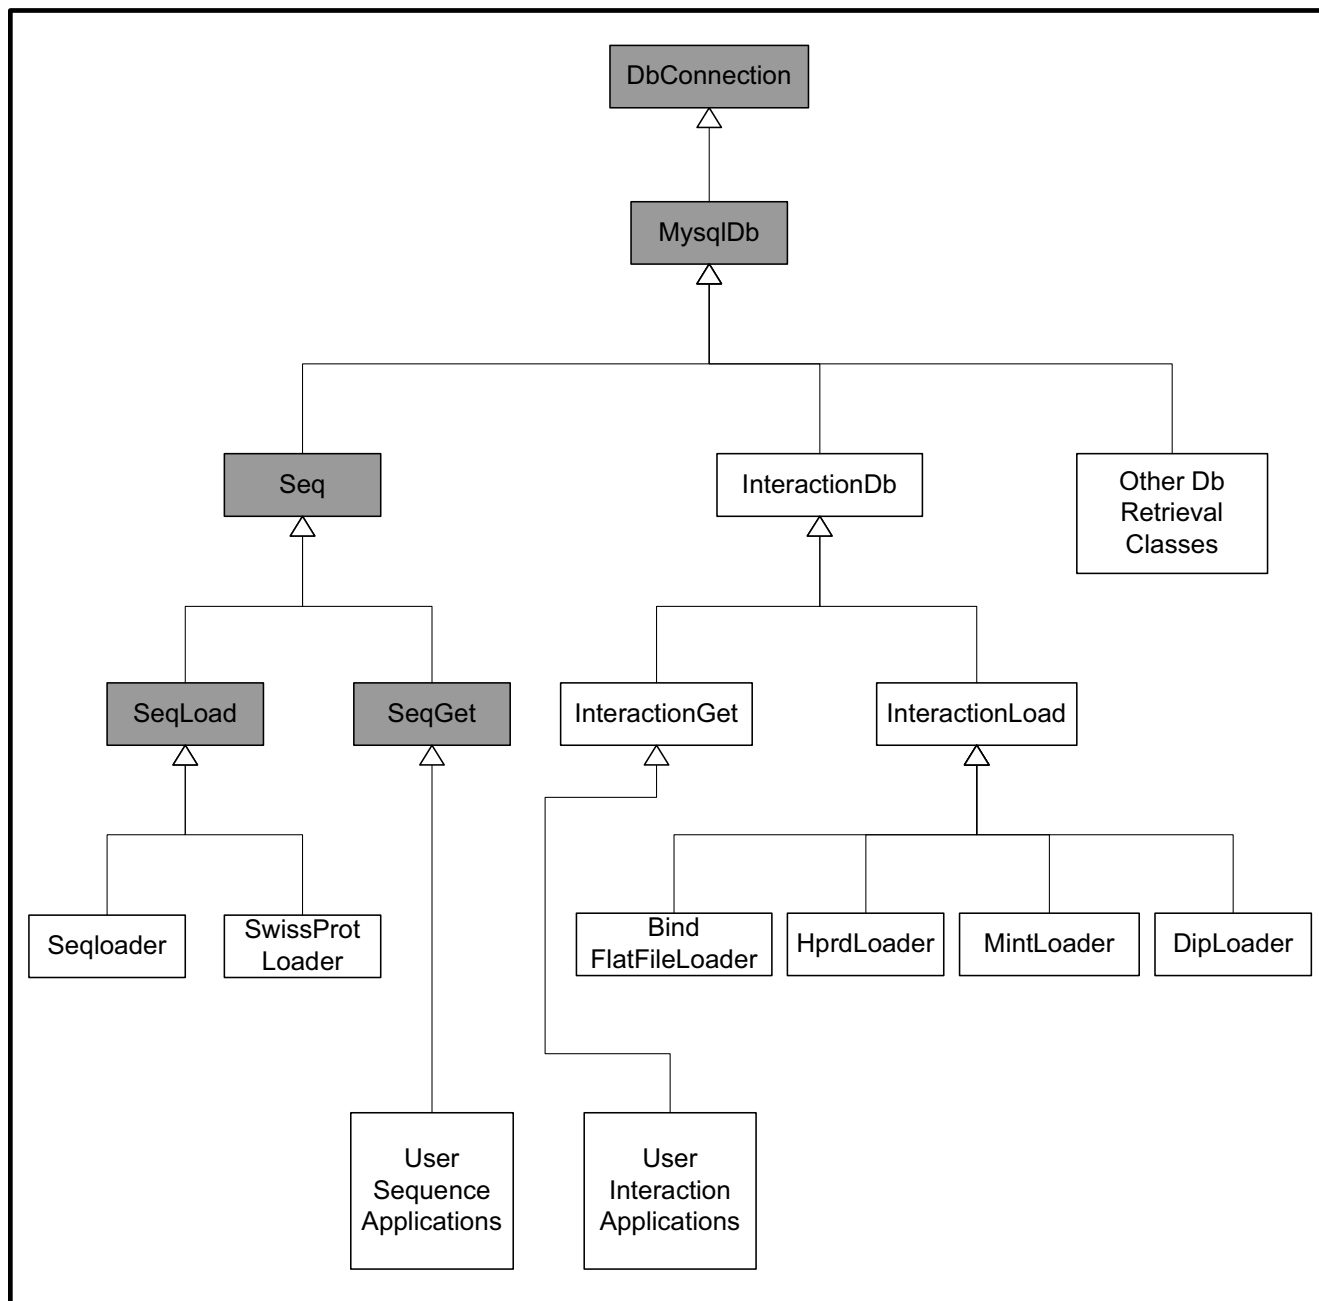 DbConnection
MysqlDb
Seq
InteractionDb
Other Db
Retrieval
Classes
SeqLoad
SeqGet
InteractionGet
InteractionLoad
Seqloader
SwissProt
Loader
Bind
FlatFileLoader
HprdLoader
MintLoader
DipLoader
User
Sequence
Applications
User
Interaction
Applications